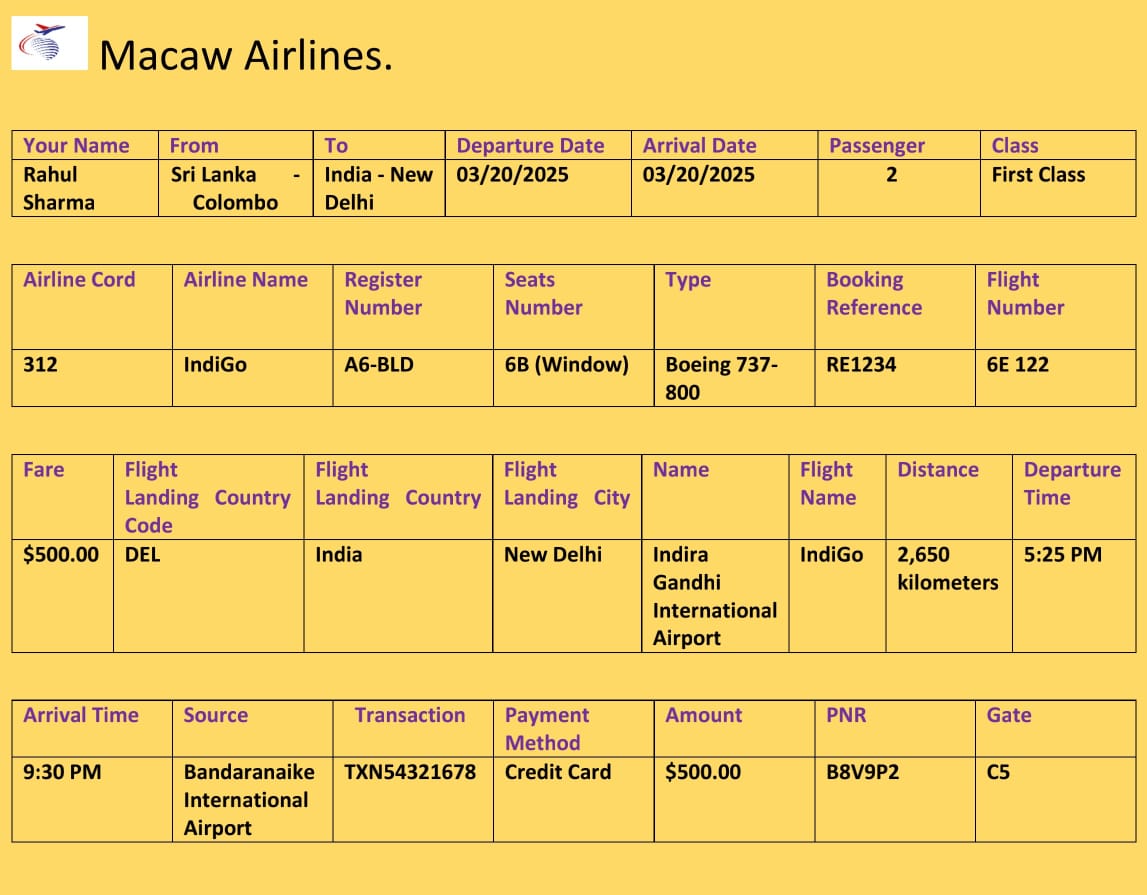 Macaw Airlines.
Your Name From To Departure Date Arrival Date Passenger Class
Rahul Sri Lanka - India - New 03/20/2025 03/20/2025 2 First Class
Sharma Colombo Delhi
Airline Cord Airline Name Register Seats Type Booking Flight
Number Number Reference Number
312 IndiGo A6-BLD 6B (Window) Boeing 737- RE1234 6E 122
800
Fare Flight Flight Flight Name Flight Distance Departure
Landing Country Landing Country Landing City Name Time
Code
$500.00 DEL India New Delhi Indira IndiGo 2,650 5:25 PM
Gandhi kilometers
International
Airport
Arrival Time Source Transaction Payment Amount PNR Gate
Method
9:30 PM Bandaranaike TXN54321678 Credit Card $500.00 B8V9P2 C5
International
Airport